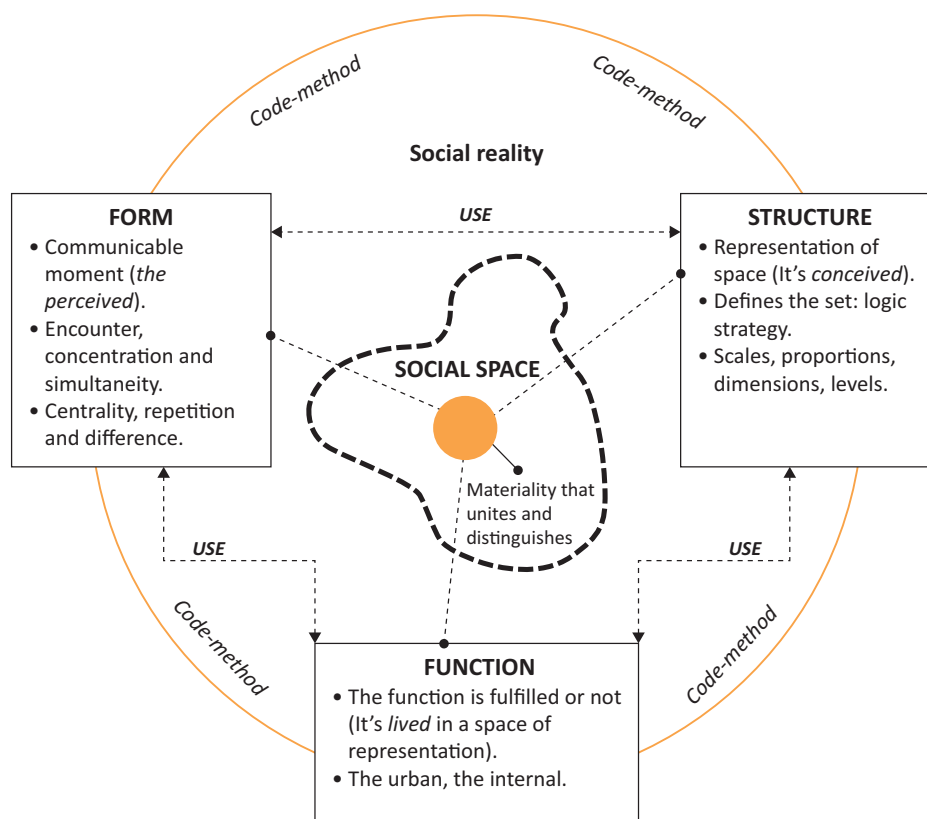 Code-method
Code-method
Social reality
FORM
• Communicable
moment (the
perceived).
• Encounter,
concentration and
simultaneity.
• Centrality, repetition
and difference.
USE
STRUCTURE
• Representation of
space (It's conceived).
• Defines the set: logic
strategy.
• Scales, proportions,
dimensions, levels.
SOCIAL SPACE
Materiality that
unites and
distinguishes
USE
USE
Code-method
Code-method
FUNCTION
• The function is fulfilled or not
(It's lived in a space of
representation).
• The urban, the internal.